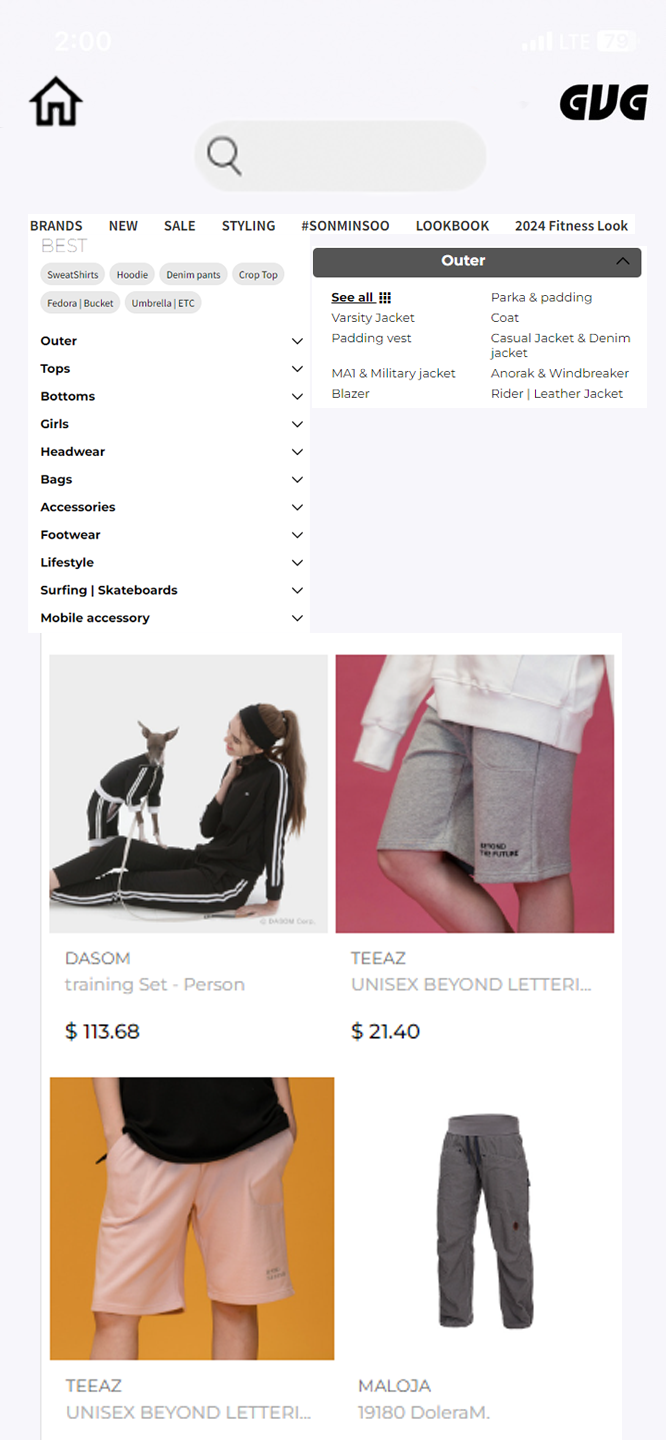 2:00
LTE 79
GVG
BRANDS NEW SALE STYLING #SONMINSOO LOOKBOOK 2024 Fitness Look
BEST
SweatShirts Hoodie Denim pants Crop Top
Fedora | Bucket Umbrella | ETC
Outer
Tops
Bottoms
Girls
Headwear
Bags
Accessories
Footwear
Lifestyle
Surfing | Skateboards
Mobile accessory
Outer
See all Parka & padding
Varsity Jacket Coat
Padding vest Casual Jacket & Denim
jacket
MA1 & Military jacket Anorak & Windbreaker
Blazer Rider | Leather Jacket
© DASOM Corp.
BEYOND
THE FUTURE
DASOM
training Set - Person
$ 113.68
TEEAZ
UNISEX BEYOND LETTERI...
$ 21.40
TEEAZ
UNISEX BEYOND LETTERI...
MALOJA
19180 DoleraM.